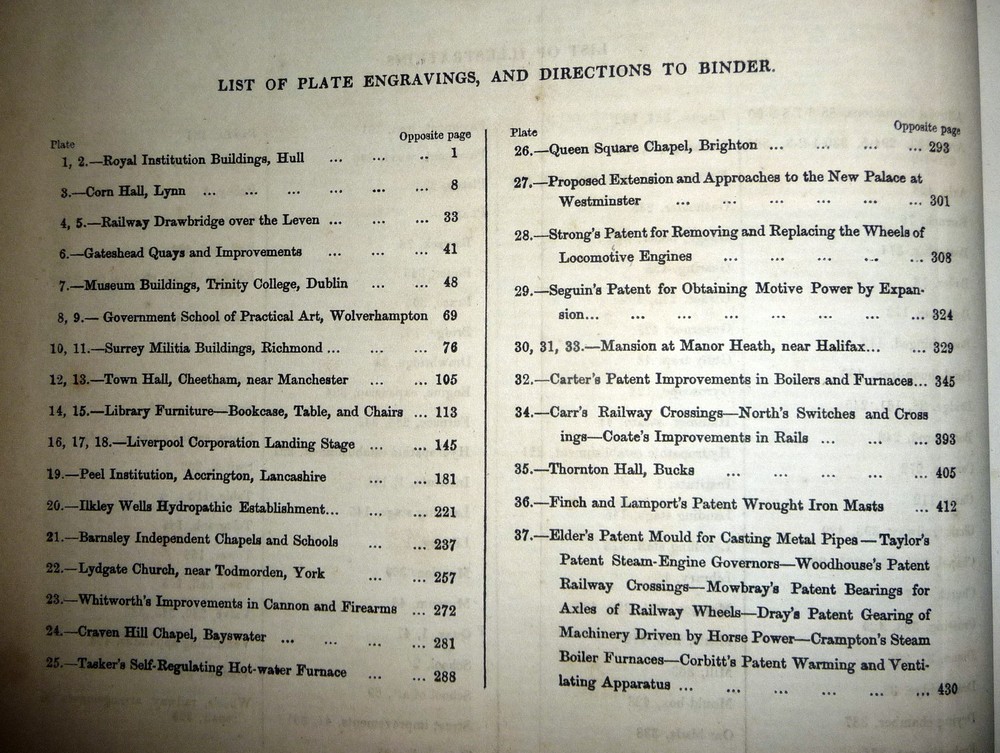 LIST OF PLATE ENGRAVINGS, AND DIRECTIONS TO BINDER.
Plate Opposite page
1, 2.—Royal Institution Buildings, Hull ... ... .. 1
3.—Corn Hall, Lynn ... ... ... ... ... ... 8
4, 5.—Railway Drawbridge over the Leven ... ... ... 33
6.—Gateshead Quays and Improvements ... ... ... 41
7.—Museum Buildings, Trinity College, Dublin ... ... 48
8, 9.— Government School of Practical Art, Wolverhampton 69
10, 11.—Surrey Militia Buildings, Richmond ... ... ... 76
12, 13.—Town Hall, Cheetham, near Manchester ... ... 105
14, 15.—Library Furniture—Bookcase, Table, and Chairs ... 113
16, 17, 18.—Liverpool Corporation Landing Stage ... ... 145
19.—Peel Institution, Accrington, Lancashire ... ... 181
20.—Ilkley Wells Hydropathic Establishment... ... ... 221
21.—Barnsley Independent Chapels and Schools ... ... 237
22.—Lydgate Church, near Todmorden, York ... ... 257
23.—Whitworth's Improvements in Cannon and Firearms ... 272
24.—Craven Hill Chapel, Bayswater ... ... ... ... 281
25.—Tasker's Self-Regulating Hot-water Furnace ... ... 288
Plate Opposite page
26.—Queen Square Chapel, Brighton ... ... ... ... 293
27.—Proposed Extension and Approaches to the New Palace at
Westminster ... ... ... ... ... ... 301
28.—Strong's Patent for Removing and Replacing the Wheels of
Locomotive Engines ... ... ... ... ... 308
29.—Seguin's Patent for Obtaining Motive Power by Expan-
sion... ... ... ... ... ... ... ... 324
30, 31, 33.—Mansion at Manor Heath, near Halifax... ... 329
32.—Carter's Patent Improvements in Boilers and Furnaces... 345
34.—Carr's Railway Crossings—North's Switches and Cross
ings—Coate's Improvements in Rails ... ... ... 393
35.—Thornton Hall, Bucks ... ... ... ... ... 405
36.—Finch and Lamport's Patent Wrought Iron Masts ... 412
37.—Elder's Patent Mould for Casting Metal Pipes—Taylor's
Patent Steam-Engine Governors—Woodhouse's Patent
Railway Crossings—Mowbray's Patent Bearings for
Axles of Railway Wheels—Dray's Patent Gearing of
Machinery Driven by Horse Power—Crampton's Steam
Boiler Furnaces—Corbitt's Patent Warming and Venti-
lating Apparatus ... ... ... ... ... ... 430